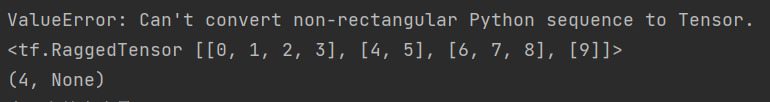 ValueError: Can't convert non-rectangular Python sequence to Tensor.
<tf.RaggedTensor [[0, 1, 2, 3], [4, 5], [6, 7, 8], [9]]>
(4, None)